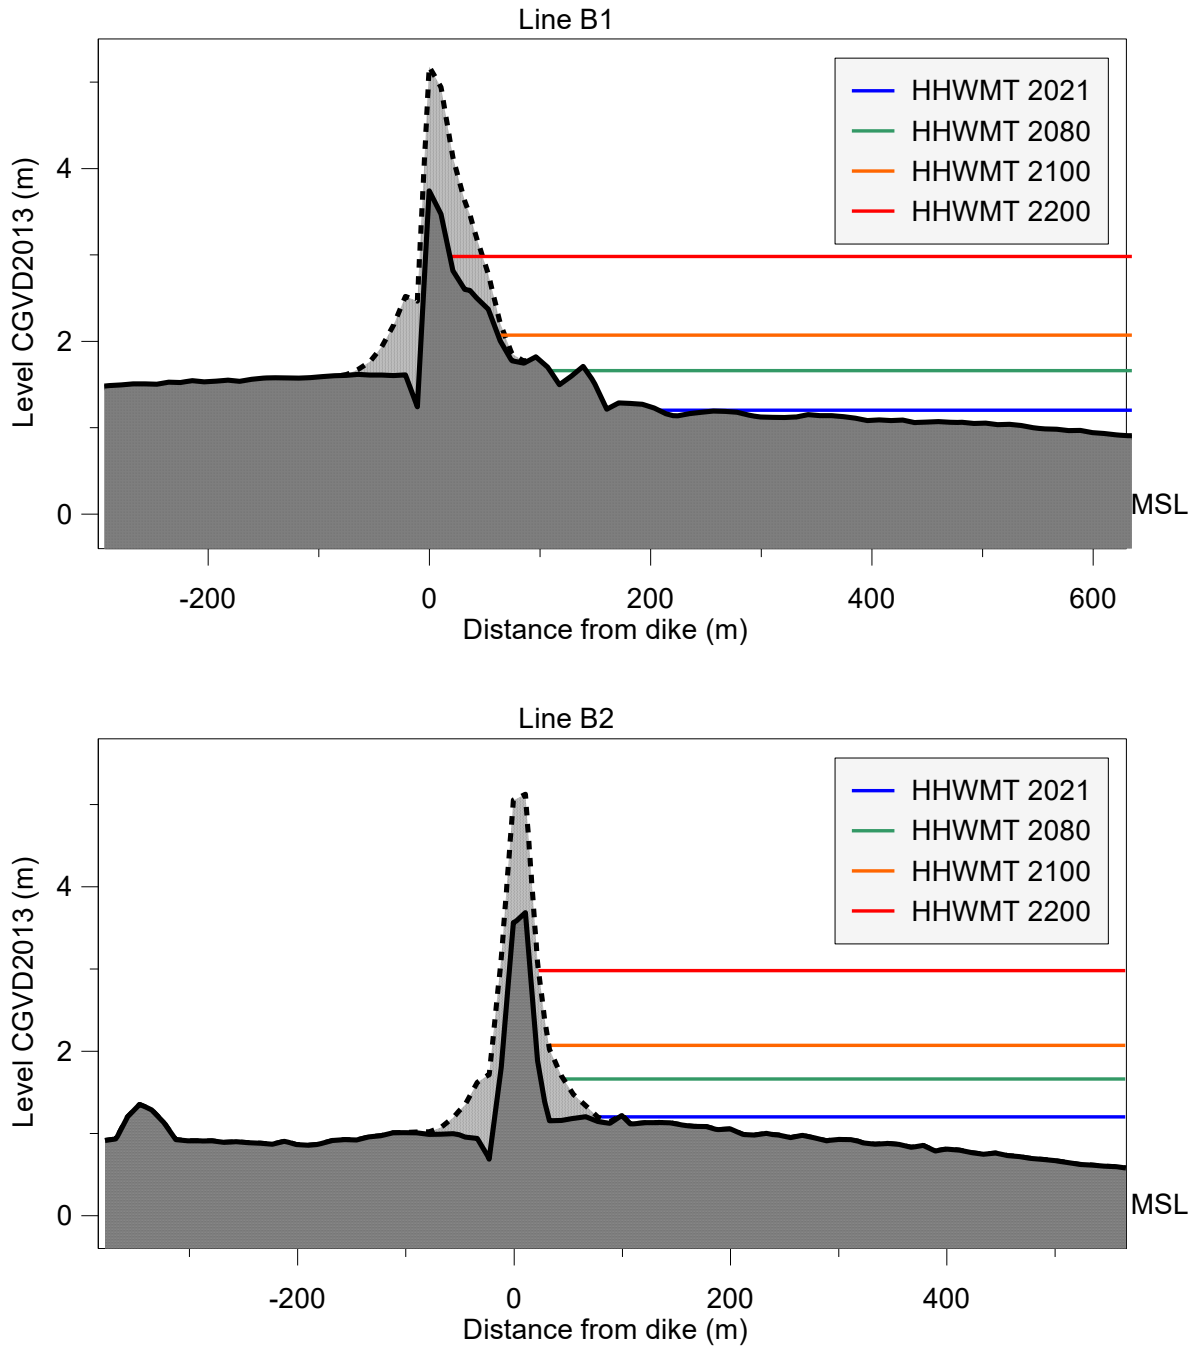 Line B1
Level CGVD2013 (m)
4
2
0
HHWMT 2021
HHWMT 2080
HHWMT 2100
HHWMT 2200
MSL
-200 0 200 400 600
Distance from dike (m)
Line B2
Level CGVD2013 (m)
4
2
0
HHWMT 2021
HHWMT 2080
HHWMT 2100
HHWMT 2200
MSL
-200 0 200 400
Distance from dike (m)